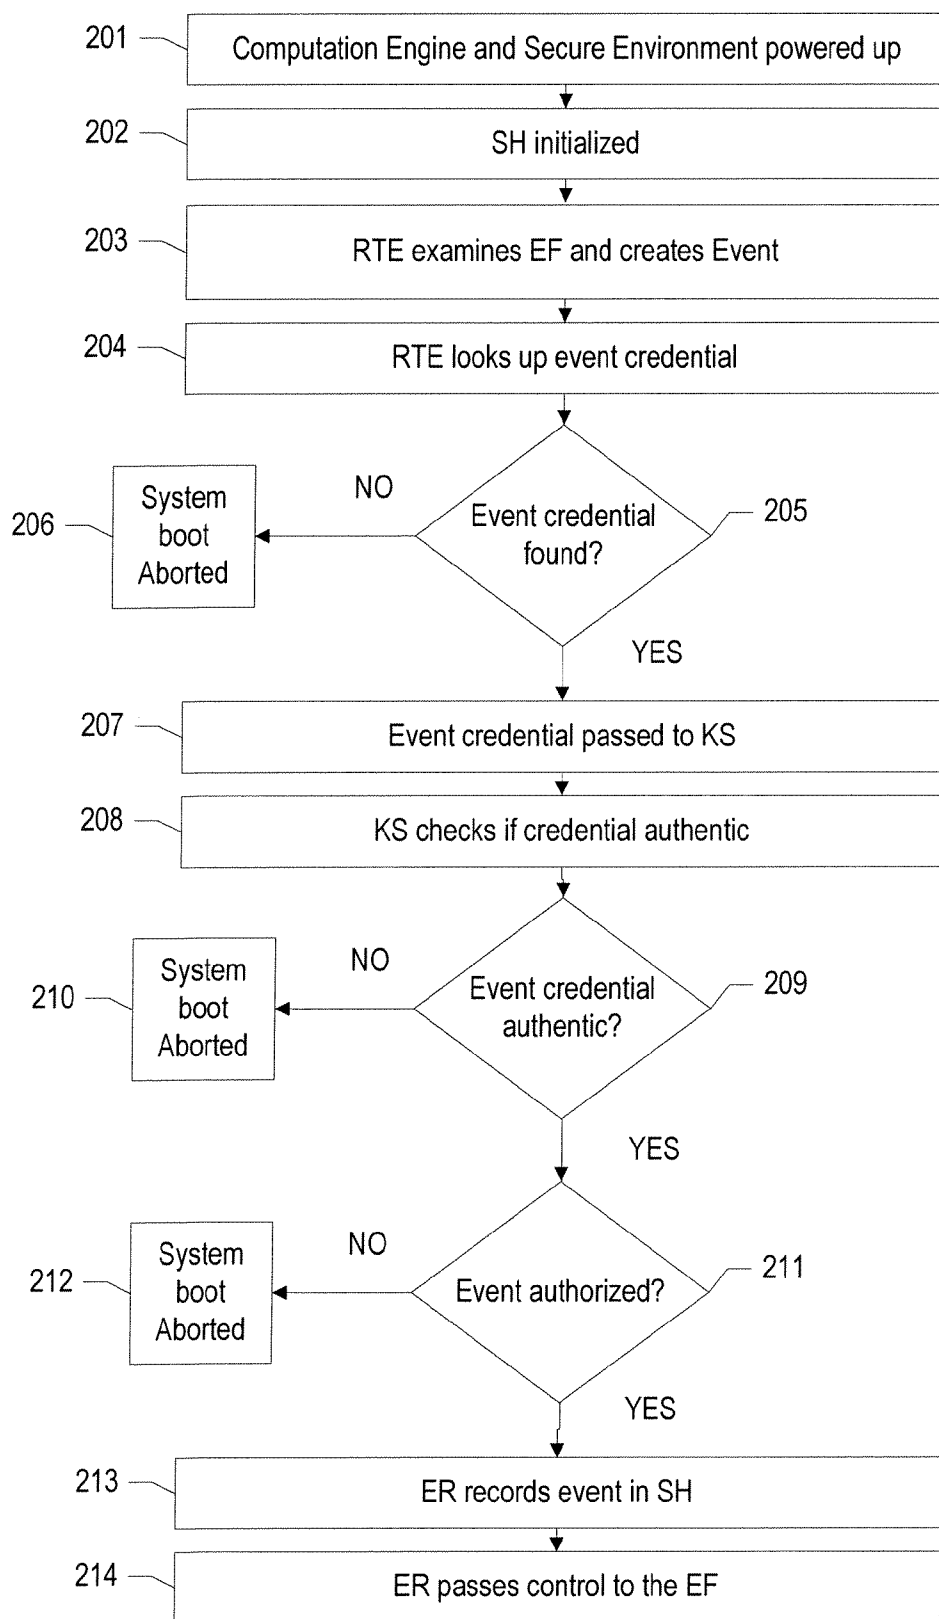 201
Computation Engine and Secure Environment powered up
202
SH initialized
203
RTE examines EF and creates Event
204
RTE looks up event credential
NO
System
boot
Aborted
206
Event credential
found?
205
YES
207
Event credential passed to KS
208
KS checks if credential authentic
NO
System
boot
Aborted
210
Event credential
authentic?
209
YES
NO
System
boot
Aborted
212
Event authorized?
211
YES
213
ER records event in SH
214
ER passes control to the EF